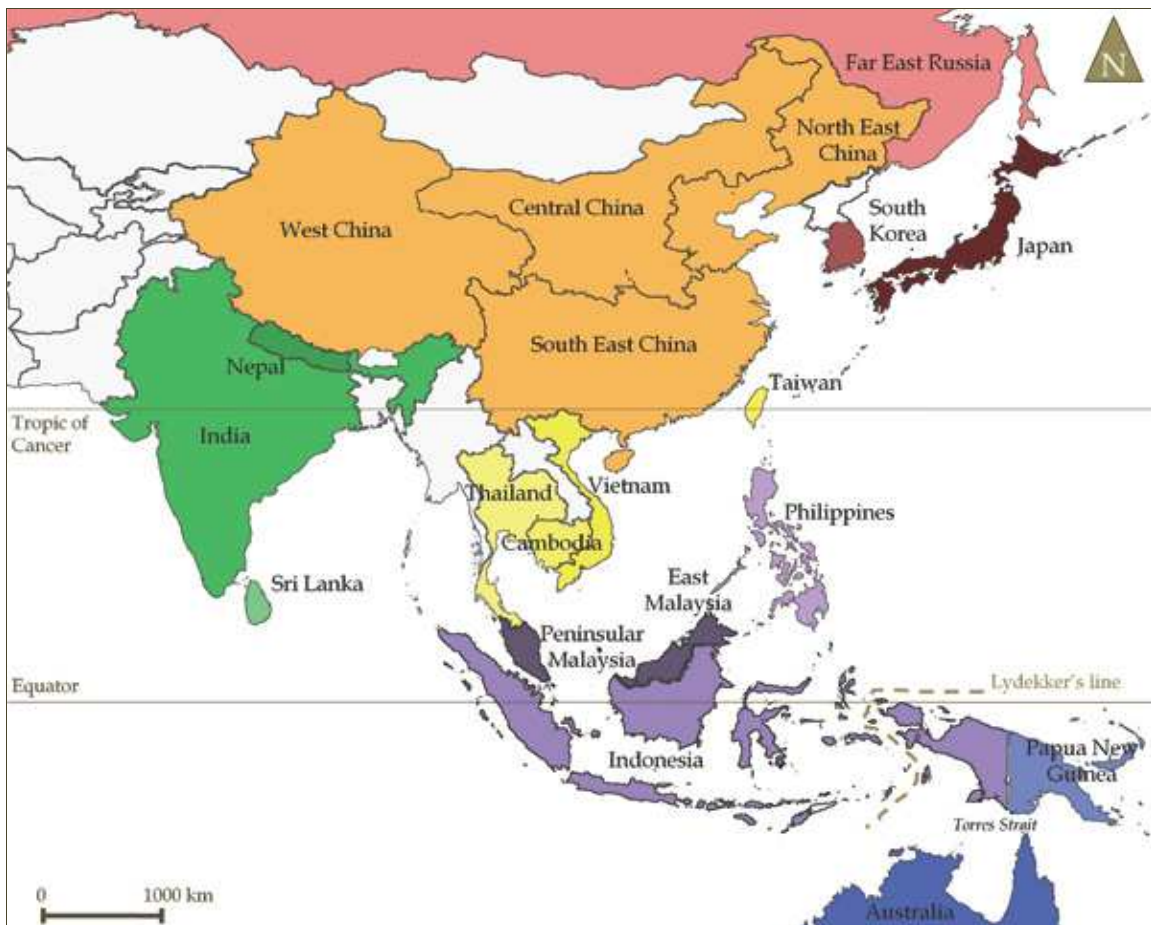 N
Far East Russia
North East
China
Central China
West China
South
Korea
Japan
South East China
Nepal
Taiwan
Tropic of
Cancer
India
Thailand
Vietnam
Philippines
Cambodia
Sri Lanka
East
Malaysia
Peninsular
Malaysia
Equator
Lydekker's line
Indonesia
Papua New
Guinea
Torres Strait
0 1000 km
Australia